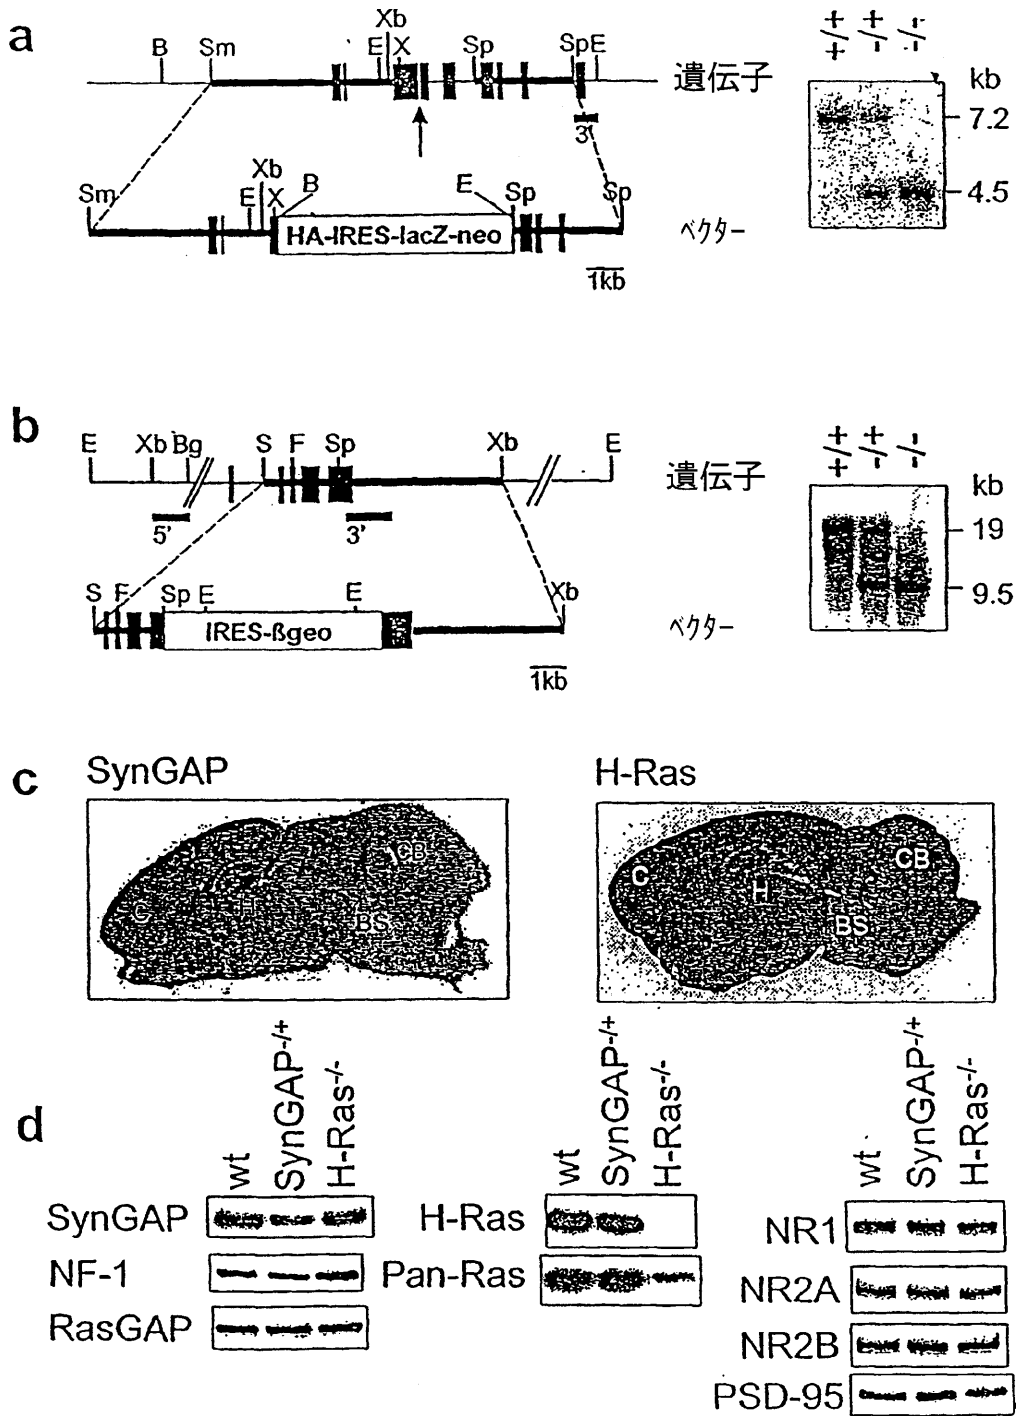 a
Xb
B Sm E X Sp Sp E 遺伝子
3'
Xb
Sm E X B E Sp Sp
HA-IRES-lacZ-neo ベクター
1kb
+/+ -/+ -/-
kb
7.2
4.5
b
E Xb Bg S F Sp Xb E 遺伝子
5' 3'
S F Sp E E Xb
IRES-ßgeo ベクター
1kb
+/+ -/+ -/-
kb
19
9.5
c
SynGAP
C H CB BS
H-Ras
C H CB BS
d
wt SynGAP-/+ H-Ras-/-
SynGAP
NF-1
RasGAP
wt SynGAP-/+ H-Ras-/-
H-Ras
Pan-Ras
wt SynGAP-/+ H-Ras-/-
NR1
NR2A
NR2B
PSD-95